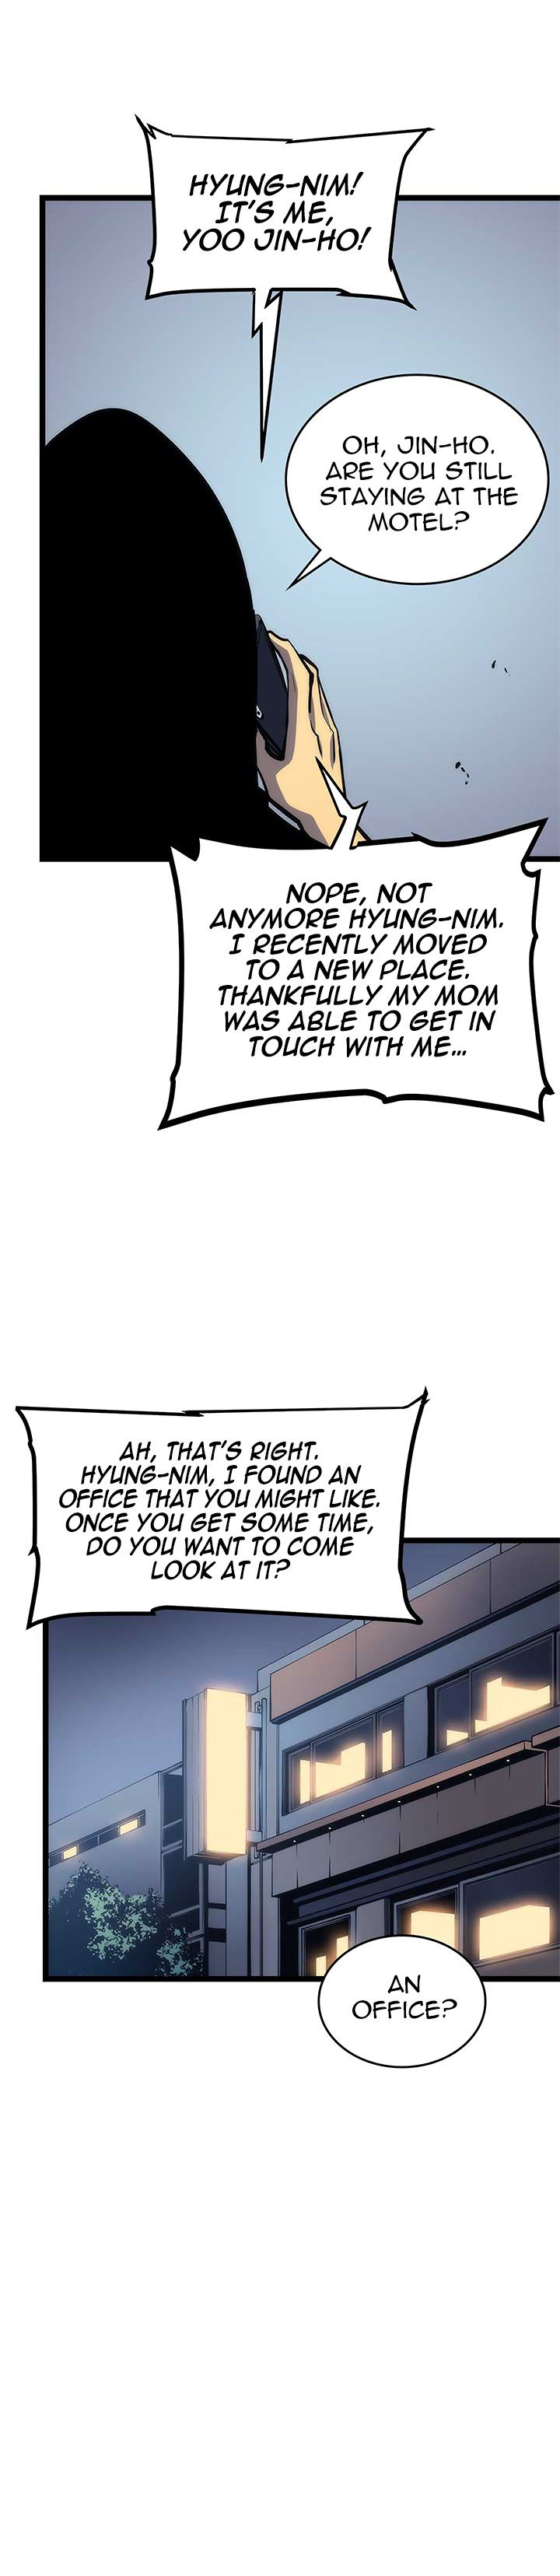 HYUNG-NIM!
IT'S ME,
YOO JIN-HO!
OH, JIN-HO.
ARE YOU STILL
STAYING AT THE
MOTEL?
NOPE, NOT
ANYMORE HYUNG-NIM.
I RECENTLY MOVED
TO A NEW PLACE.
THANKFULLY MY MOM
WAS ABLE TO GET IN
TOUCH WITH ME...
AH, THAT'S RIGHT.
HYUNG-NIM, I FOUND AN
OFFICE THAT YOU MIGHT LIKE.
ONCE YOU GET SOME TIME,
DO YOU WANT TO COME
LOOK AT IT?
AN
OFFICE?